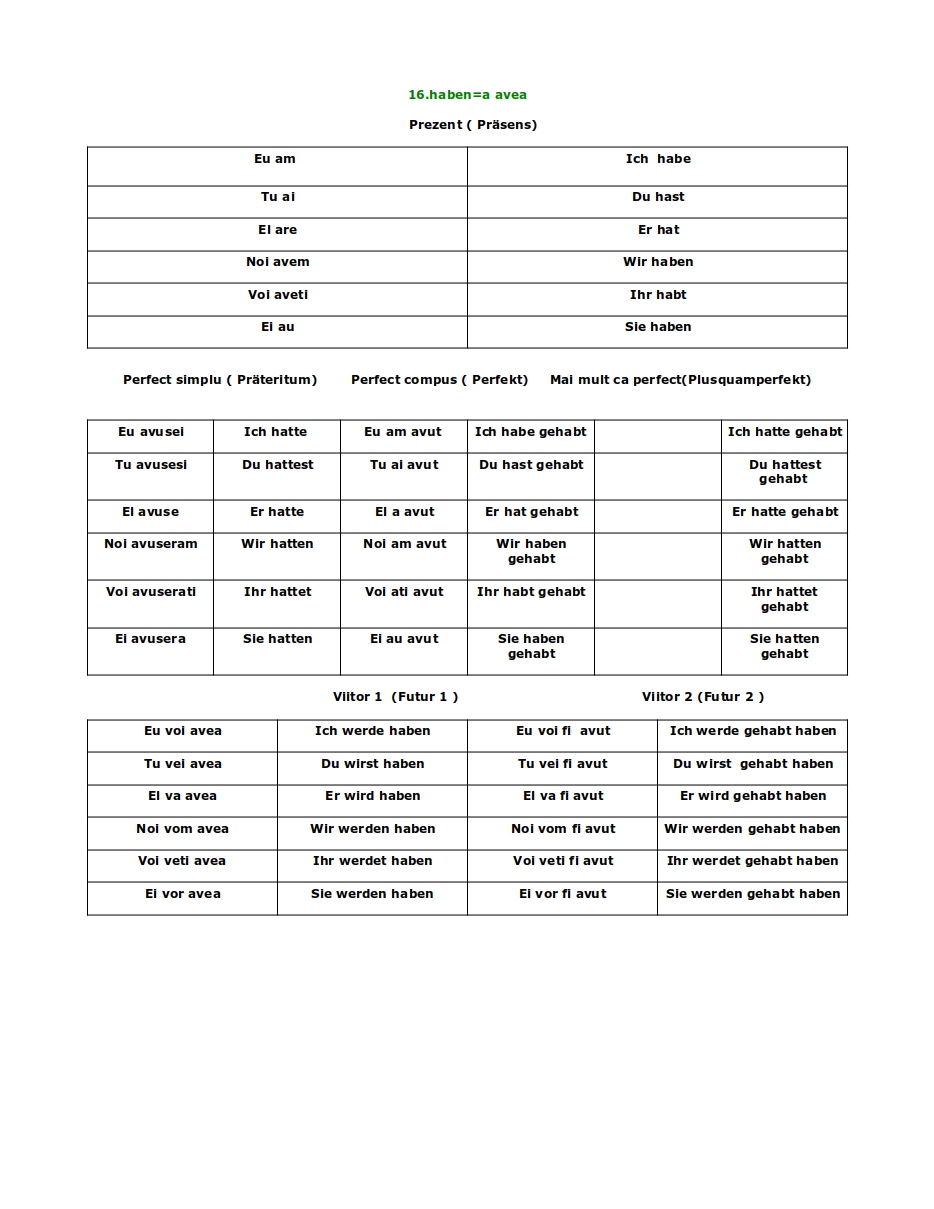 16.haben=a avea
Prezent ( Präsens)
Eu am Ich habe
Tu ai Du hast
El are Er hat
Noi avem Wir haben
Voi aveti Ihr habt
Ei au Sie haben
Perfect simplu ( Präteritum) Perfect compus ( Perfekt) Mai mult ca perfect(Plusquamperfekt)
Eu avusei Ich hatte Eu am avut Ich habe gehabt Ich hatte gehabt
Tu avusesi Du hattest Tu ai avut Du hast gehabt Du hattest
gehabt
El avuse Er hatte El a avut Er hat gehabt Er hatte gehabt
Noi avuseram Wir hatten Noi am avut Wir haben Wir hatten
gehabt gehabt
Voi avuserati Ihr hattet Voi ati avut Ihr habt gehabt Ihr hattet
gehabt
Ei avusera Sie hatten Ei au avut Sie haben Sie hatten
gehabt gehabt
Viitor 1 (Futur 1 ) Viitor 2 (Futur 2 )
Eu voi avea Ich werde haben Eu voi fi avut Ich werde gehabt haben
Tu vei avea Du wirst haben Tu vei fi avut Du wirst gehabt haben
El va avea Er wird haben El va fi avut Er wird gehabt haben
Noi vom avea Wir werden haben Noi vom fi avut Wir werden gehabt haben
Voi veti avea Ihr werdet haben Voi veti fi avut Ihr werdet gehabt haben
Ei vor avea Sie werden haben Ei vor fi avut Sie werden gehabt haben